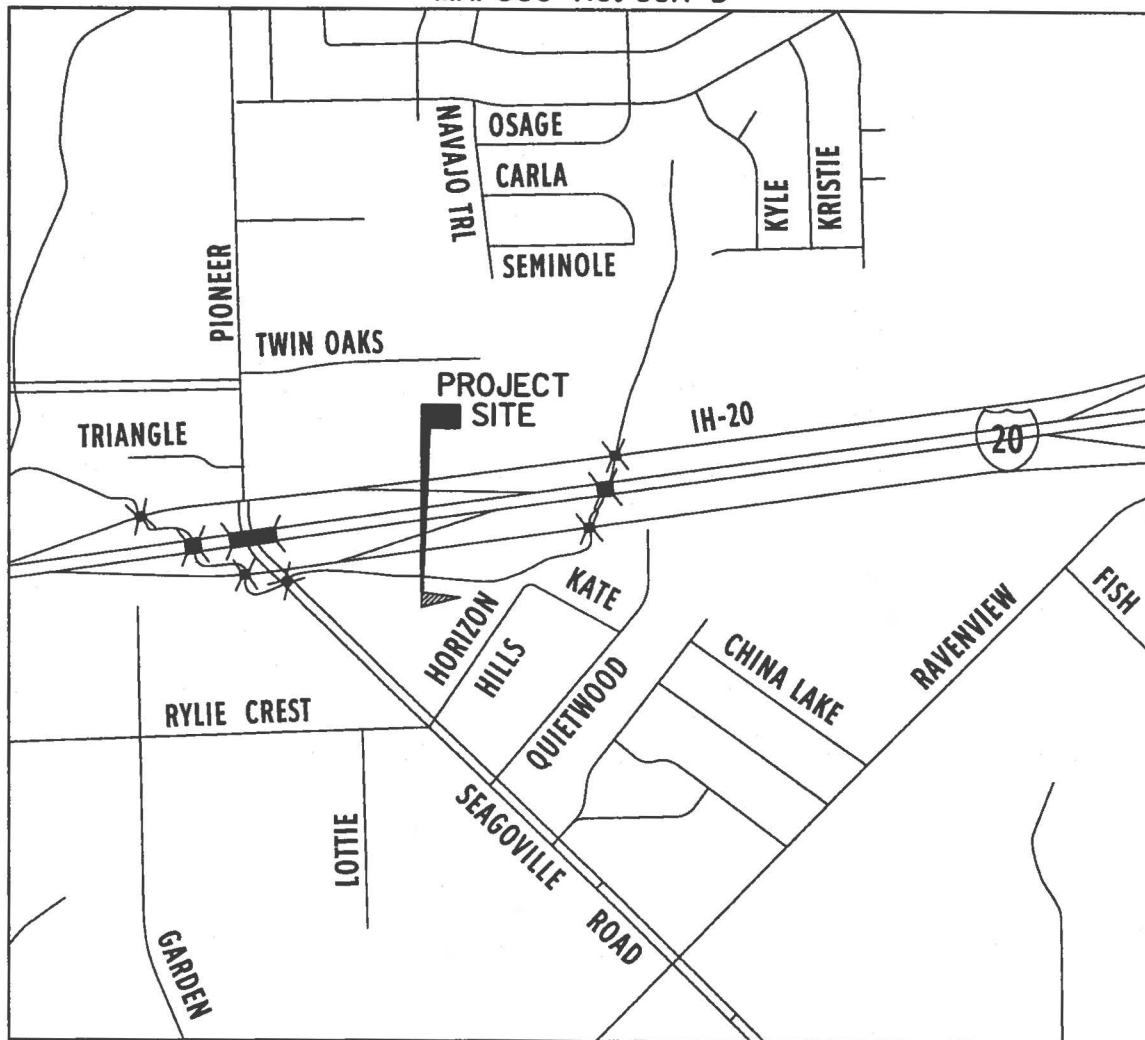 OSAGE
NAVAJO TRL
CARLA
SEMINOLE
KYLE
KRISTIE
PIONEER
TWIN OAKS
PROJECT
SITE
TRIANGLE
IH-20
20
HORIZON
HILLS
KATE
QUIETWOOD
CHINA LAKE
RAVENVIEW
FISH
RYLIE CREST
LOTTIE
SEAGOVILLE
ROAD
GARDEN